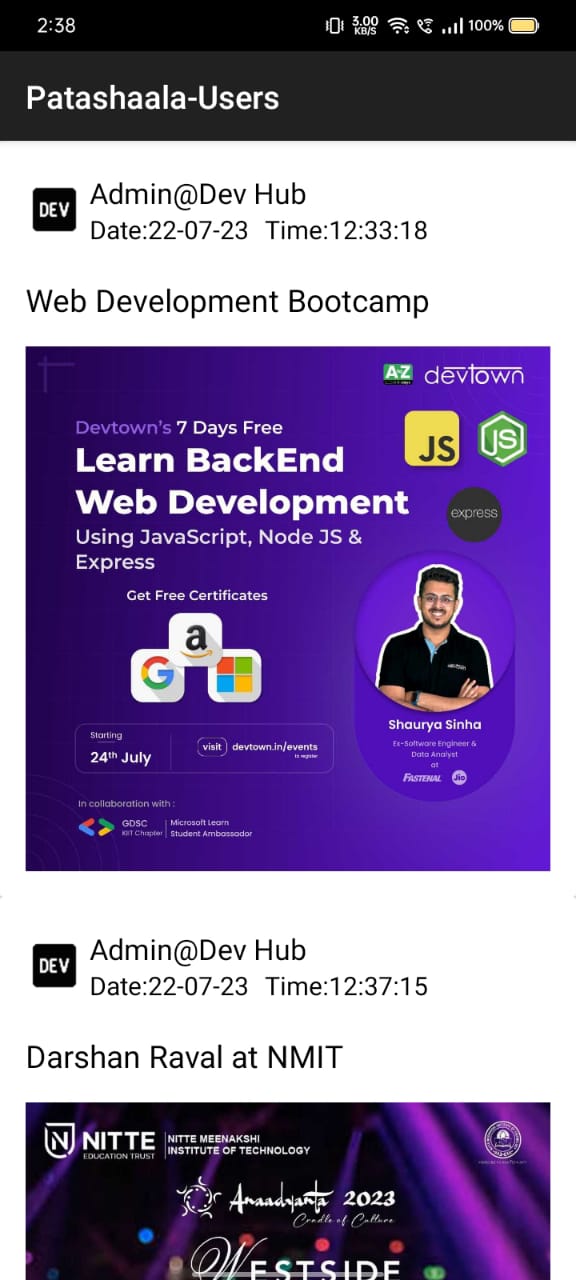 2:38
3.00
KB/S
100%
Patashaala-Users
DEV
Admin@Dev Hub
Date:22-07-23 Time:12:33:18
Web Development Bootcamp
A-Z
devtown
Devtown's 7 Days Free
Learn BackEnd
Web Development
Using JavaScript, Node JS &
Express
JS
JS
express
Get Free Certificates
a
G
Shaurya Sinha
Ex-Software Engineer &
Data Analyst
at
FASTENAL Jio
Starting
24th July
visit devtown.in/events
to register
In collaboration with :
GDSC
KIIT Chapter
Microsoft Learn
Student Ambassador
DEV
Admin@Dev Hub
Date:22-07-23 Time:12:37:15
Darshan Raval at NMIT
N NITTE
EDUCATION TRUST
NITTE MEENAKSHI
INSTITUTE OF TECHNOLOGY
Anaadyanta 2023
Cradle of Culture
WESTSIDE